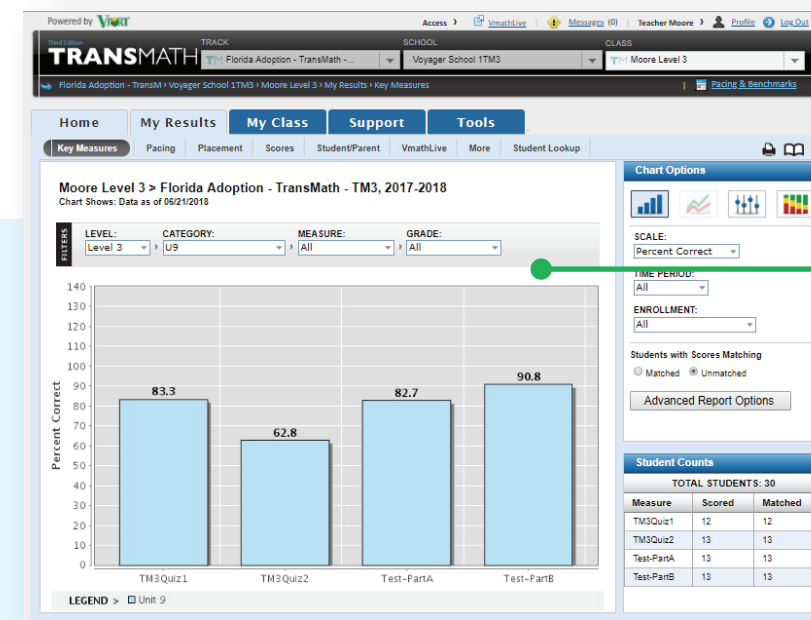 Powered by VPORT
Access > VmathLive | Messages (0) | Teacher Moore > Profile Log Out
Third Edition
TRANSMATH
TRACK SCHOOL CLASS
TM Florida Adoption - TransMath -... Voyager School 1TM3 TM Moore Level 3
Florida Adoption - TransM › Voyager School 1TM3 › Moore Level 3 › My Results › Key Measures | Pacing & Benchmarks
Home My Results My Class Support Tools
Key Measures Pacing Placement Scores Student/Parent VmathLive More Student Lookup
Moore Level 3 > Florida Adoption - TransMath - TM3, 2017-2018
Chart Shows: Data as of 06/21/2018
FILTERS
LEVEL: CATEGORY: MEASURE: GRADE:
Level 3 › U9 › All › All
140
130
120
110
100
90
80
70
60
50
40
30
20
10
0
Percent Correct
83.3
62.8
82.7
90.8
TM3Quiz1 TM3Quiz2 Test-PartA Test-PartB
LEGEND > Unit 9
Chart Options
SCALE:
Percent Correct
TIME PERIOD:
All
ENROLLMENT:
All
Students with Scores Matching
Matched Unmatched
Advanced Report Options
Student Counts
TOTAL STUDENTS: 30
Measure Scored Matched
TM3Quiz1 12 12
TM3Quiz2 13 13
Test-PartA 13 13
Test-PartB 13 13